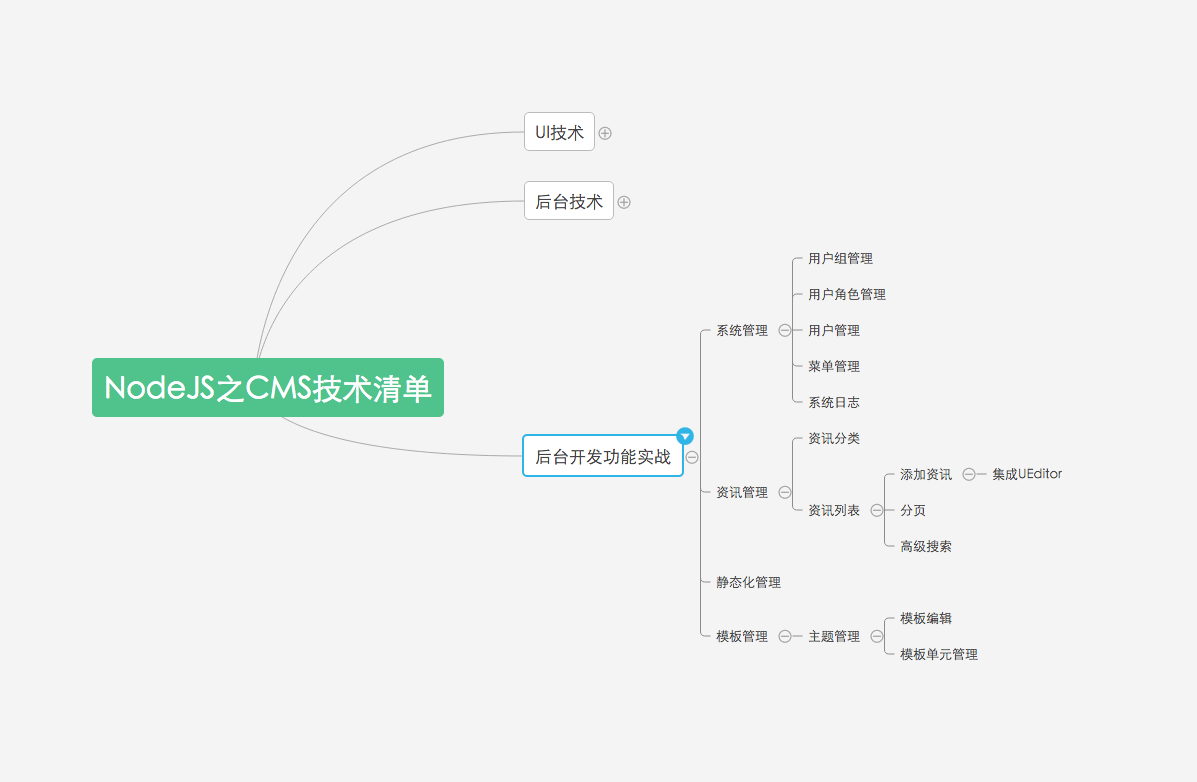 UI技术
后台技术
NodeJS之CMS技术清单
后台开发功能实战
系统管理
用户组管理
用户角色管理
用户管理
菜单管理
系统日志
资讯管理
资讯分类
资讯列表
添加资讯
集成UEditor
分页
高级搜索
静态化管理
模板管理
主题管理
模板编辑
模板单元管理